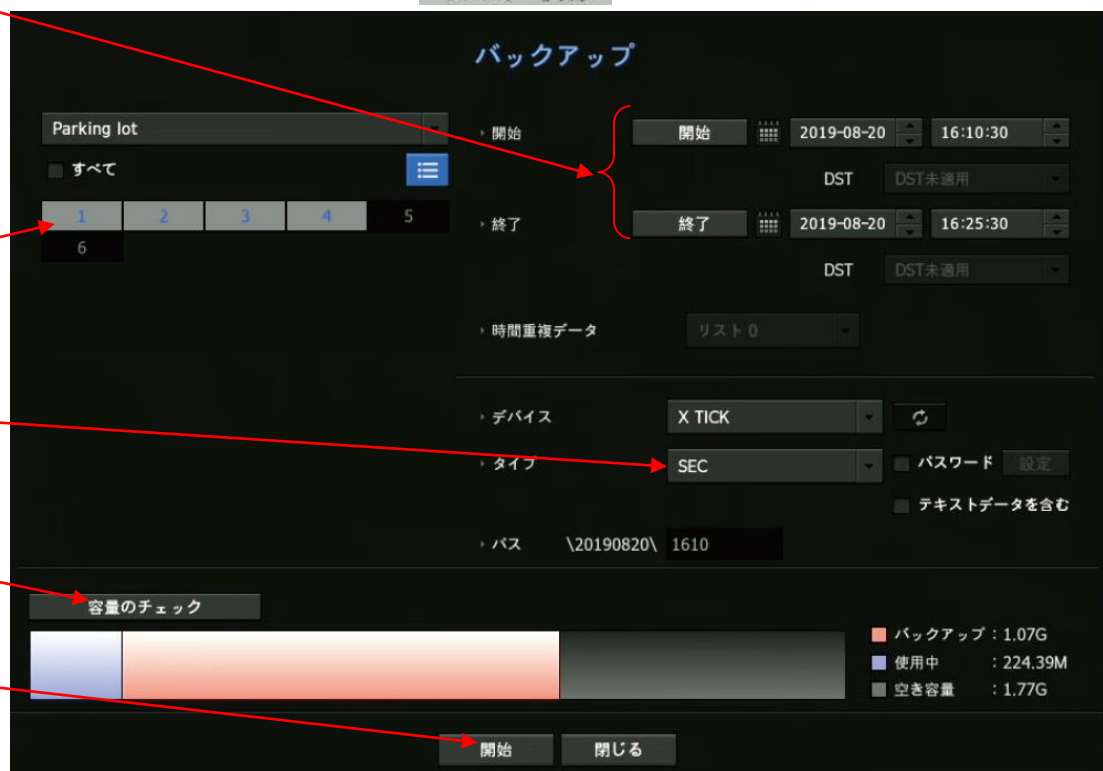 バックアップ
Parking lot
すべて
1 2 3 4 5
6
開始 開始 2019-08-20 16:10:30
DST DST未適用
終了 終了 2019-08-20 16:25:30
DST DST未適用
時間重複データ リスト 0
デバイス X TICK
タイプ SEC パスワード 設定
テキストデータを含む
パス \20190820\ 1610
容量のチェック
バックアップ : 1.07G
使用中 : 224.39M
空き容量 : 1.77G
開始 閉じる